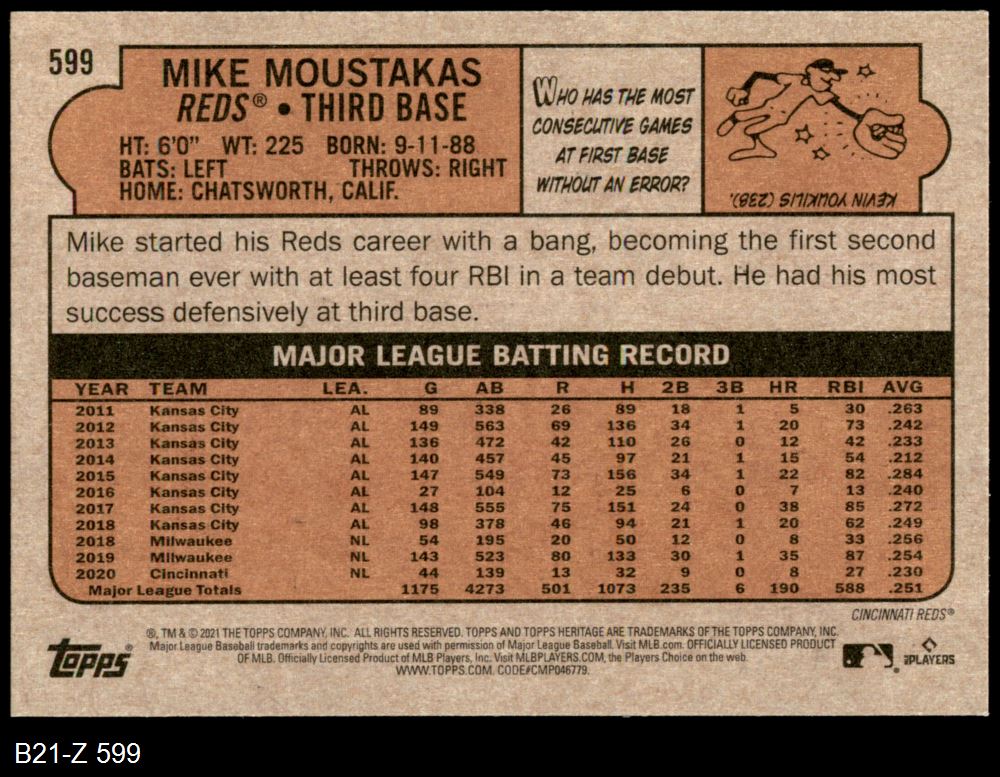 599
MIKE MOUSTAKAS
REDS® • THIRD BASE
HT: 6'0" WT: 225 BORN: 9-11-88
BATS: LEFT THROWS: RIGHT
HOME: CHATSWORTH, CALIF.
WHO HAS THE MOST
CONSECUTIVE GAMES
AT FIRST BASE
WITHOUT AN ERROR?
KEVIN YOUKILIS (238).
Mike started his Reds career with a bang, becoming the first second
baseman ever with at least four RBI in a team debut. He had his most
success defensively at third base.
MAJOR LEAGUE BATTING RECORD
YEAR TEAM LEA. G AB R H 2B 3B HR RBI AVG
2011 Kansas City AL 89 338 26 89 18 1 5 30 .263
2012 Kansas City AL 149 563 69 136 34 1 20 73 .242
2013 Kansas City AL 136 472 42 110 26 0 12 42 .233
2014 Kansas City AL 140 457 45 97 21 1 15 54 .212
2015 Kansas City AL 147 549 73 156 34 1 22 82 .284
2016 Kansas City AL 27 104 12 25 6 0 7 13 .240
2017 Kansas City AL 148 555 75 151 24 0 38 85 .272
2018 Kansas City AL 98 378 46 94 21 1 20 62 .249
2018 Milwaukee NL 54 195 20 50 12 0 8 33 .256
2019 Milwaukee NL 143 523 80 133 30 1 35 87 .254
2020 Cincinnati NL 44 139 13 32 9 0 8 27 .230
Major League Totals 1175 4273 501 1073 235 6 190 588 .251
CINCINNATI REDS®
®, TM & © 2021 THE TOPPS COMPANY, INC. ALL RIGHTS RESERVED. TOPPS AND TOPPS HERITAGE ARE TRADEMARKS OF THE TOPPS COMPANY, INC.
Major League Baseball trademarks and copyrights are used with permission of Major League Baseball. Visit MLB.com. OFFICIALLY LICENSED PRODUCT
OF MLB. Officially Licensed Product of MLB Players, Inc. Visit MLBPLAYERS.COM, the Players Choice on the web.
WWW.TOPPS.COM. CODE#CMP046779.
Topps®
MLBPLAYERS
B21-Z 599